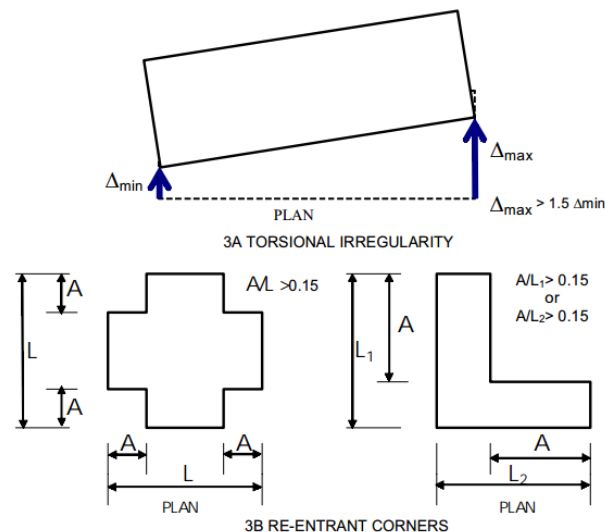 Δmin
Δmax
PLAN
Δmax > 1.5 Δmin
3A TORSIONAL IRREGULARITY
A
A/L >0.15
L
A
A
A
L
PLAN
A/L1> 0.15
or
A/L2> 0.15
A
L1
A
L2
PLAN
3B RE-ENTRANT CORNERS